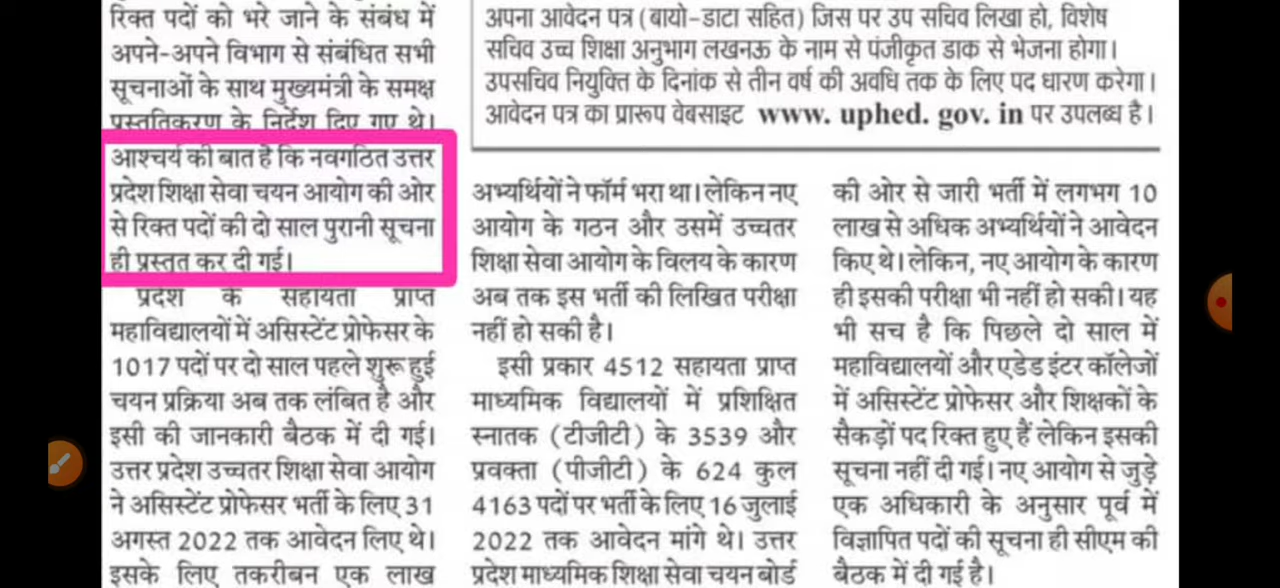 रिक्त पदों को भरे जाने के संबंध में
अपने-अपने विभाग से संबंधित सभी
सूचनाओं के साथ मुख्यमंत्री के समक्ष
प्रस्तुतिकरण के निर्देश दिए गए थे।
आश्चर्य की बात है कि नवगठित उत्तर
प्रदेश शिक्षा सेवा चयन आयोग की ओर
से रिक्त पदों की दो साल पुरानी सूचना
ही प्रस्तुत कर दी गई।
प्रदेश के सहायता प्राप्त
महाविद्यालयों में असिस्टेंट प्रोफेसर के
1017 पदों पर दो साल पहले शुरू हुई
चयन प्रक्रिया अब तक लंबित है और
इसी की जानकारी बैठक में दी गई।
उत्तर प्रदेश उच्चतर शिक्षा सेवा आयोग
ने असिस्टेंट प्रोफेसर भर्ती के लिए 31
अगस्त 2022 तक आवेदन लिए थे।
इसके लिए तकरीबन एक लाख
अपना आवेदन पत्र (बायो-डाटा सहित) जिस पर उप सचिव लिखा हो, विशेष
सचिव उच्च शिक्षा अनुभाग लखनऊ के नाम से पंजीकृत डाक से भेजना होगा।
उपसचिव नियुक्ति के दिनांक से तीन वर्ष की अवधि तक के लिए पद धारण करेगा।
आवेदन पत्र का प्रारूप वेबसाइट www. uphed. gov. in पर उपलब्ध है।
अभ्यर्थियों ने फॉर्म भरा था। लेकिन नए
आयोग के गठन और उसमें उच्चतर
शिक्षा सेवा आयोग के विलय के कारण
अब तक इस भर्ती की लिखित परीक्षा
नहीं हो सकी है।
इसी प्रकार 4512 सहायता प्राप्त
माध्यमिक विद्यालयों में प्रशिक्षित
स्नातक (टीजीटी) के 3539 और
प्रवक्ता (पीजीटी) के 624 कुल
4163 पदों पर भर्ती के लिए 16 जुलाई
2022 तक आवेदन मांगे थे। उत्तर
प्रदेश माध्यमिक शिक्षा सेवा चयन बोर्ड
की ओर से जारी भर्ती में लगभग 10
लाख से अधिक अभ्यर्थियों ने आवेदन
किए थे। लेकिन, नए आयोग के कारण
ही इसकी परीक्षा भी नहीं हो सकी। यह
भी सच है कि पिछले दो साल में
महाविद्यालयों और एडेड इंटर कॉलेजों
में असिस्टेंट प्रोफेसर और शिक्षकों के
सैकड़ों पद रिक्त हुए हैं लेकिन इसकी
सूचना नहीं दी गई। नए आयोग से जुड़े
एक अधिकारी के अनुसार पूर्व में
विज्ञापित पदों की सूचना ही सीएम की
बैठक में दी गई है।